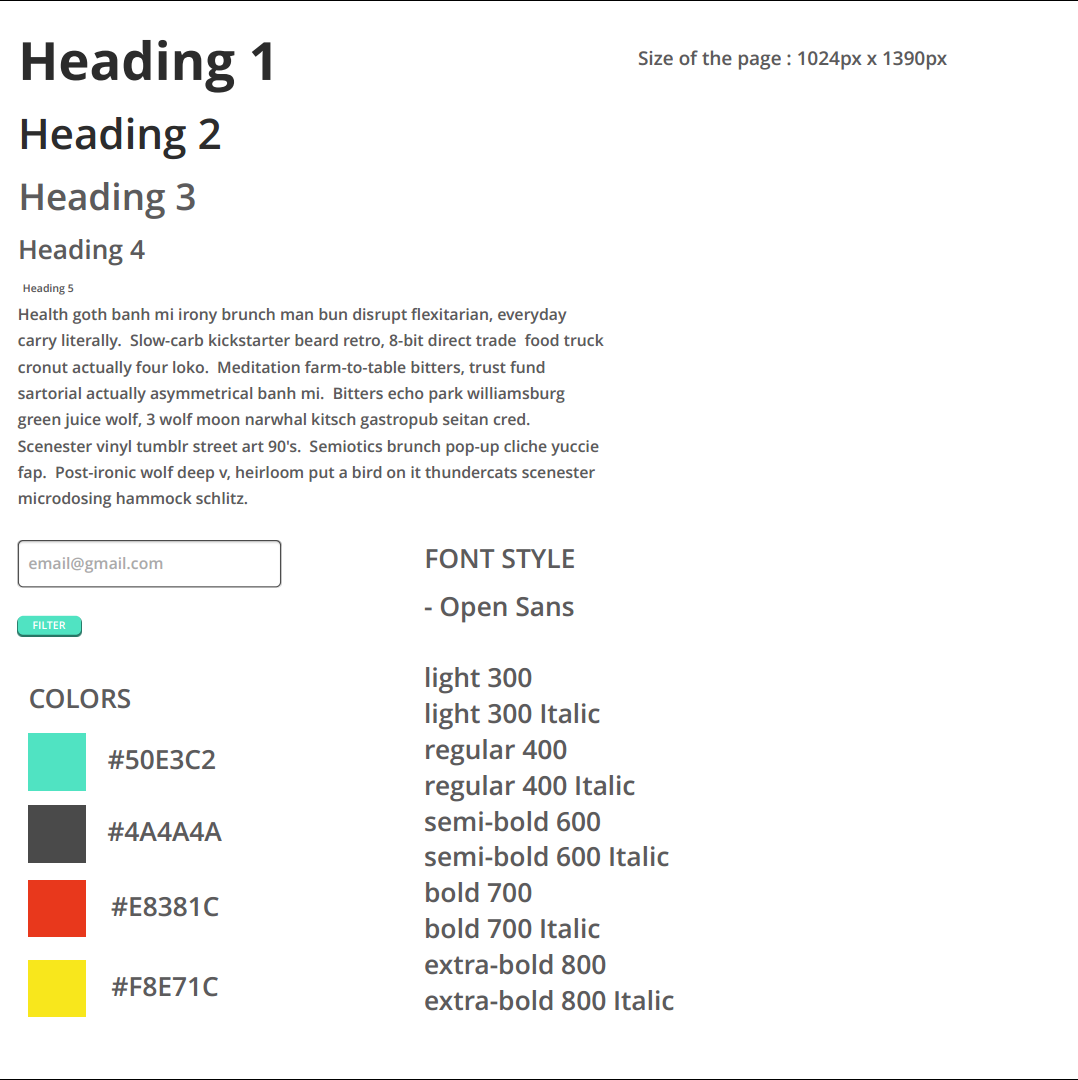 Heading 1
Size of the page : 1024px x 1390px
Heading 2
Heading 3
Heading 4
Heading 5
Health goth banh mi irony brunch man bun disrupt flexitarian, everyday
carry literally.  Slow-carb kickstarter beard retro, 8-bit direct trade  food truck
cronut actually four loko.  Meditation farm-to-table bitters, trust fund
sartorial actually asymmetrical banh mi.  Bitters echo park williamsburg
green juice wolf, 3 wolf moon narwhal kitsch gastropub seitan cred.
Scenester vinyl tumblr street art 90's.  Semiotics brunch pop-up cliche yuccie
fap.  Post-ironic wolf deep v, heirloom put a bird on it thundercats scenester
microdosing hammock schlitz.
email@gmail.com
FILTER
COLORS
#50E3C2
#4A4A4A
#E8381C
#F8E71C
FONT STYLE
- Open Sans
light 300
light 300 Italic
regular 400
regular 400 Italic
semi-bold 600
semi-bold 600 Italic
bold 700
bold 700 Italic
extra-bold 800
extra-bold 800 Italic